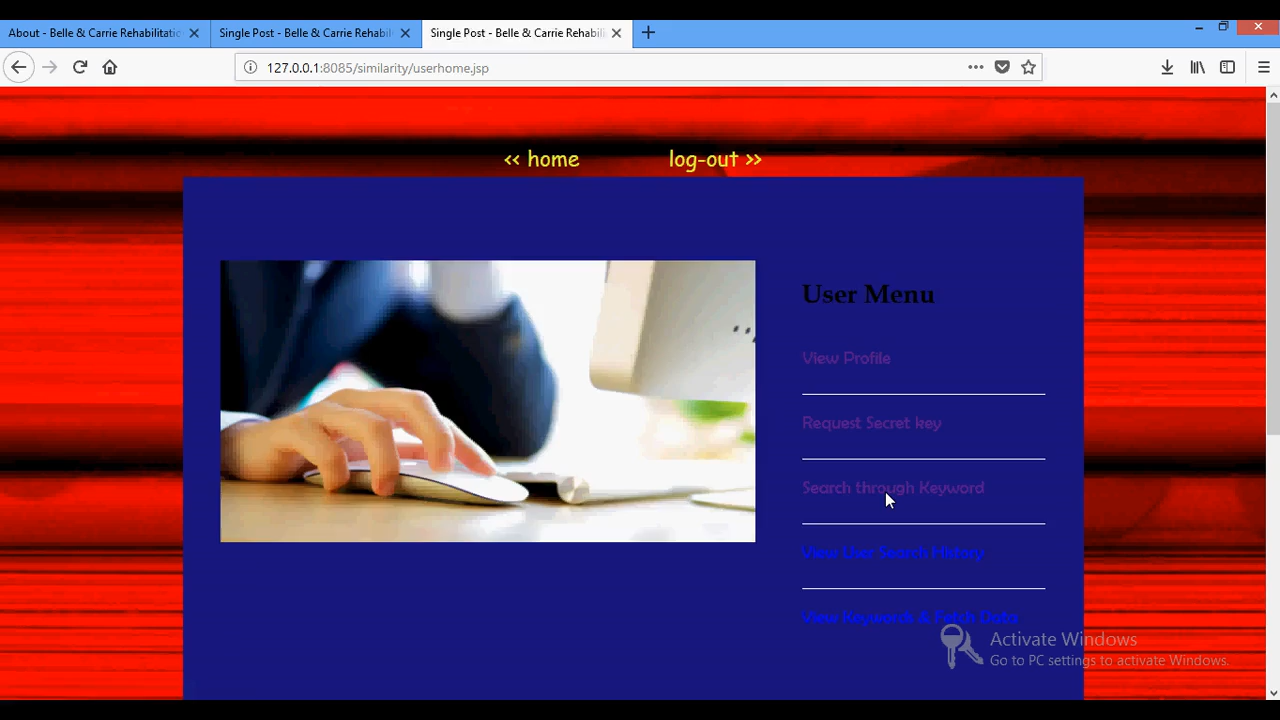 About - Belle & Carrie Rehabilitatio
Single Post - Belle & Carrie Rehabili
Single Post - Belle & Carrie Rehabili
127.0.0.1:8085/similarity/userhome.jsp
<< home
log-out >>
User Menu
View Profile
Request Secret key
Search through Keyword
View User Search History
View Keywords & Fetch Data
Activate Windows
Go to PC settings to activate Windows.